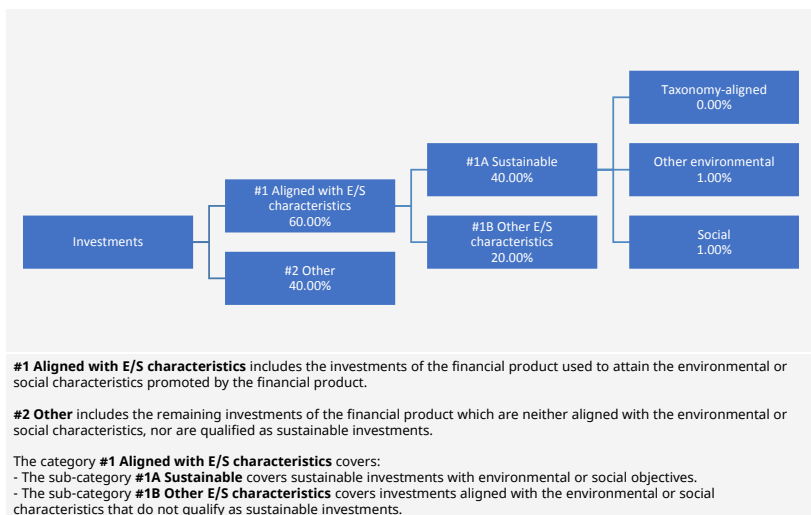 Investments
#1 Aligned with E/S
characteristics
60.00%
#2 Other
40.00%
#1A Sustainable
40.00%
#1B Other E/S
characteristics
20.00%
Taxonomy-aligned
0.00%
Other environmental
1.00%
Social
1.00%
#1 Aligned with E/S characteristics includes the investments of the financial product used to attain the environmental or
social characteristics promoted by the financial product.
#2 Other includes the remaining investments of the financial product which are neither aligned with the environmental or
social characteristics, nor are qualified as sustainable investments.
The category #1 Aligned with E/S characteristics covers:
- The sub-category #1A Sustainable covers sustainable investments with environmental or social objectives.
- The sub-category #1B Other E/S characteristics covers investments aligned with the environmental or social
characteristics that do not qualify as sustainable investments.